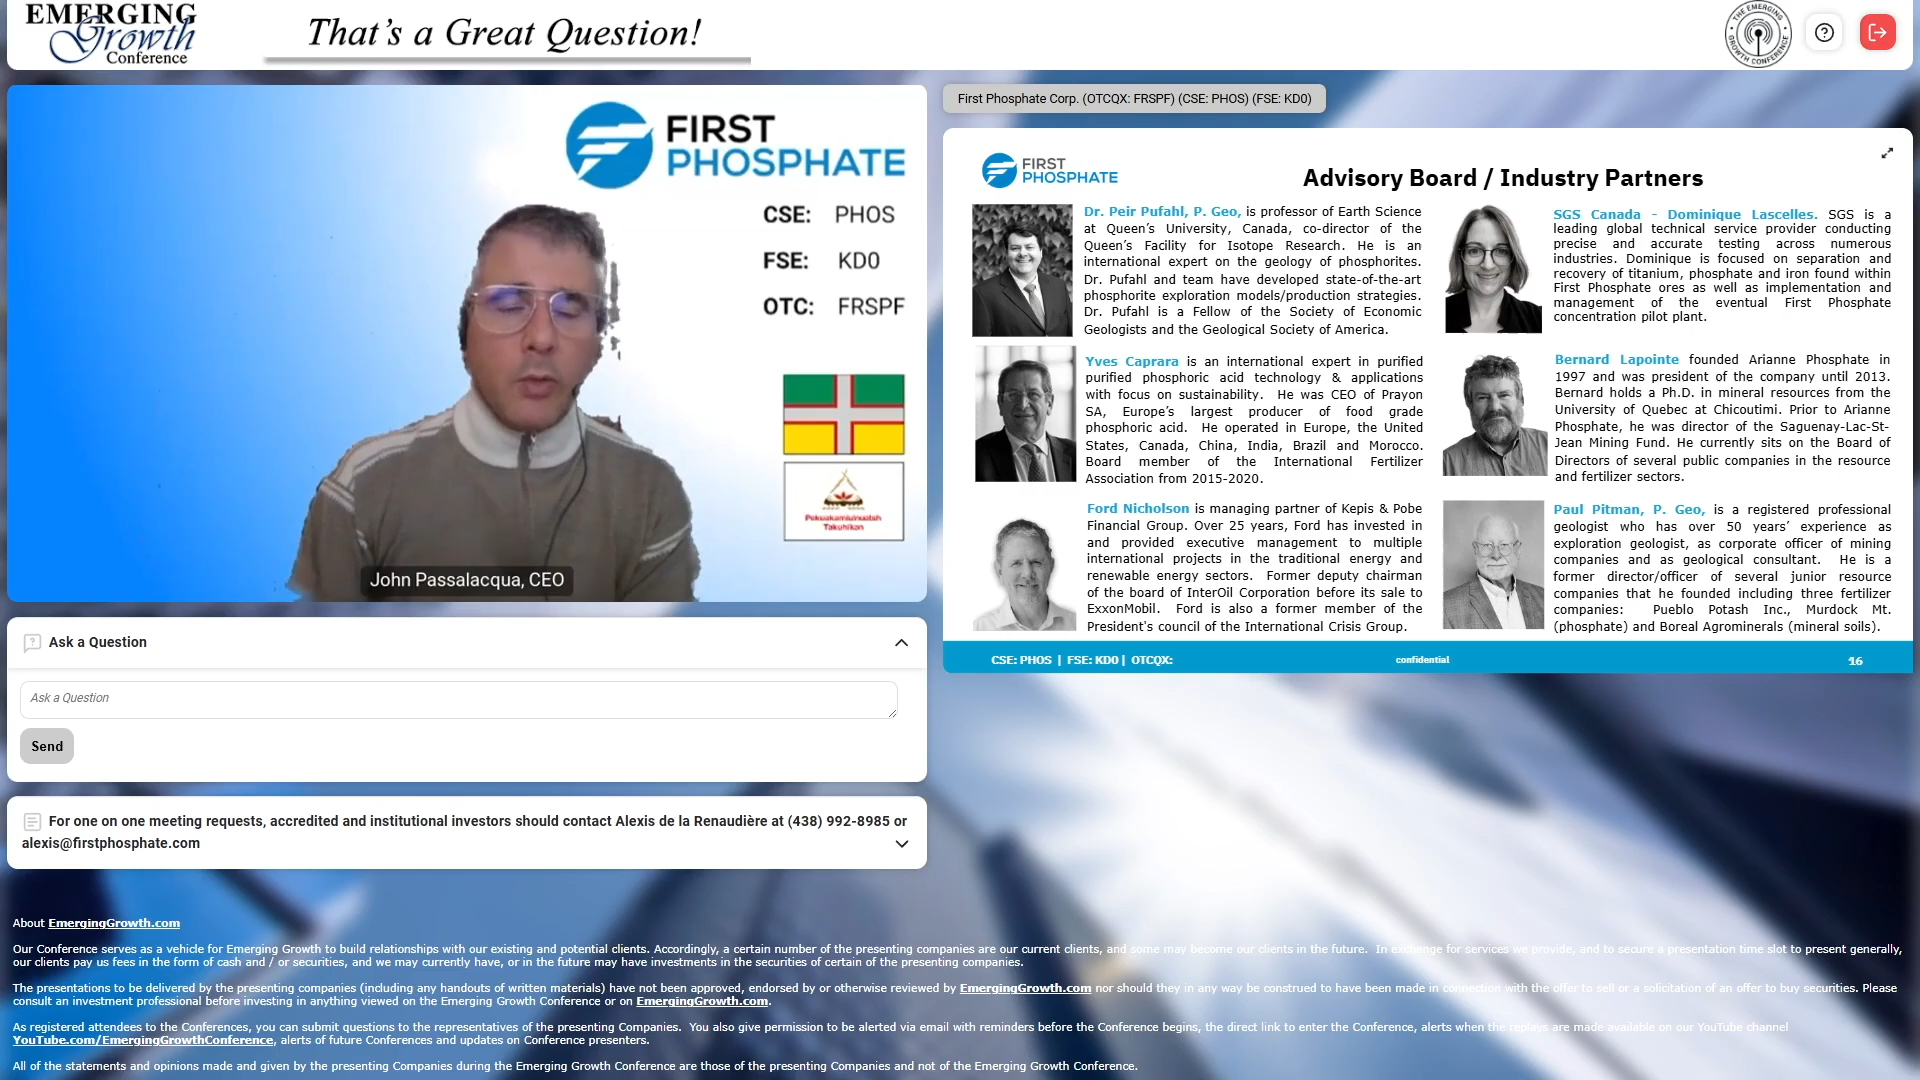 EMERGING
Growth
Conference
That's a Great Question!
THE EMERGING
GROWTH CONFERENCE
FIRST
PHOSPHATE
CSE: PHOS
FSE: KD0
OTC: FRSPF
Pekuakamiulnuatsh
Takuhikan
John Passalacqua, CEO
First Phosphate Corp. (OTCQX: FRSPF) (CSE: PHOS) (FSE: KD0)
FIRST
PHOSPHATE
Advisory Board / Industry Partners
Dr. Peir Pufahl, P. Geo, is professor of Earth Science
at Queen's University, Canada, co-director of the
Queen's Facility for Isotope Research. He is an
international expert on the geology of phosphorites.
Dr. Pufahl and team have developed state-of-the-art
phosphorite exploration models/production strategies.
Dr. Pufahl is a Fellow of the Society of Economic
Geologists and the Geological Society of America.
SGS Canada - Dominique Lascelles. SGS is a
leading global technical service provider conducting
precise and accurate testing across numerous
industries. Dominique is focused on separation and
recovery of titanium, phosphate and iron found within
First Phosphate ores as well as implementation and
management of the eventual First Phosphate
concentration pilot plant.
Yves Caprara is an international expert in purified
purified phosphoric acid technology & applications
with focus on sustainability. He was CEO of Prayon
SA, Europe's largest producer of food grade
phosphoric acid. He operated in Europe, the United
States, Canada, China, India, Brazil and Morocco.
Board member of the International Fertilizer
Association from 2015-2020.
Bernard Lapointe founded Arianne Phosphate in
1997 and was president of the company until 2013.
Bernard holds a Ph.D. in mineral resources from the
University of Quebec at Chicoutimi. Prior to Arianne
Phosphate, he was director of the Saguenay-Lac-St-
Jean Mining Fund. He currently sits on the Board of
Directors of several public companies in the resource
and fertilizer sectors.
Ford Nicholson is managing partner of Kepis & Pobe
Financial Group. Over 25 years, Ford has invested in
and provided executive management to multiple
international projects in the traditional energy and
renewable energy sectors. Former deputy chairman
of the board of InterOil Corporation before its sale to
ExxonMobil. Ford is also a former member of the
President's council of the International Crisis Group.
Paul Pitman, P. Geo, is a registered professional
geologist who has over 50 years' experience as
exploration geologist, as corporate officer of mining
companies and as geological consultant. He is a
former director/officer of several junior resource
companies that he founded including three fertilizer
companies: Pueblo Potash Inc., Murdock Mt.
(phosphate) and Boreal Agrominerals (mineral soils).
CSE: PHOS | FSE: KD0 | OTCQX:
confidential
16
Ask a Question
Ask a Question
Send
For one on one meeting requests, accredited and institutional investors should contact Alexis de la Renaudière at (438) 992-8985 or
alexis@firstphosphate.com
About EmergingGrowth.com
Our Conference serves as a vehicle for Emerging Growth to build relationships with our existing and potential clients. Accordingly, a certain number of the presenting companies are our current clients, and some may become our clients in the future. In exchange for services we provide, and to secure a presentation time slot to present generally,
our clients pay us fees in the form of cash and / or securities, and we may currently have, or in the future may have investments in the securities of certain of the presenting companies.
The presentations to be delivered by the presenting companies (including any handouts of written materials) have not been approved, endorsed by or otherwise reviewed by EmergingGrowth.com nor should they in any way be construed to have been made in connection with the offer to sell or a solicitation of an offer to buy securities. Please
consult an investment professional before investing in anything viewed on the Emerging Growth Conference or on EmergingGrowth.com.
As registered attendees to the Conferences, you can submit questions to the representatives of the presenting Companies. You also give permission to be alerted via email with reminders before the Conference begins, the direct link to enter the Conference, alerts when the replays are made available on our YouTube channel
YouTube.com/EmergingGrowthConference, alerts of future Conferences and updates on Conference presenters.
All of the statements and opinions made and given by the presenting Companies during the Emerging Growth Conference are those of the presenting Companies and not of the Emerging Growth Conference.